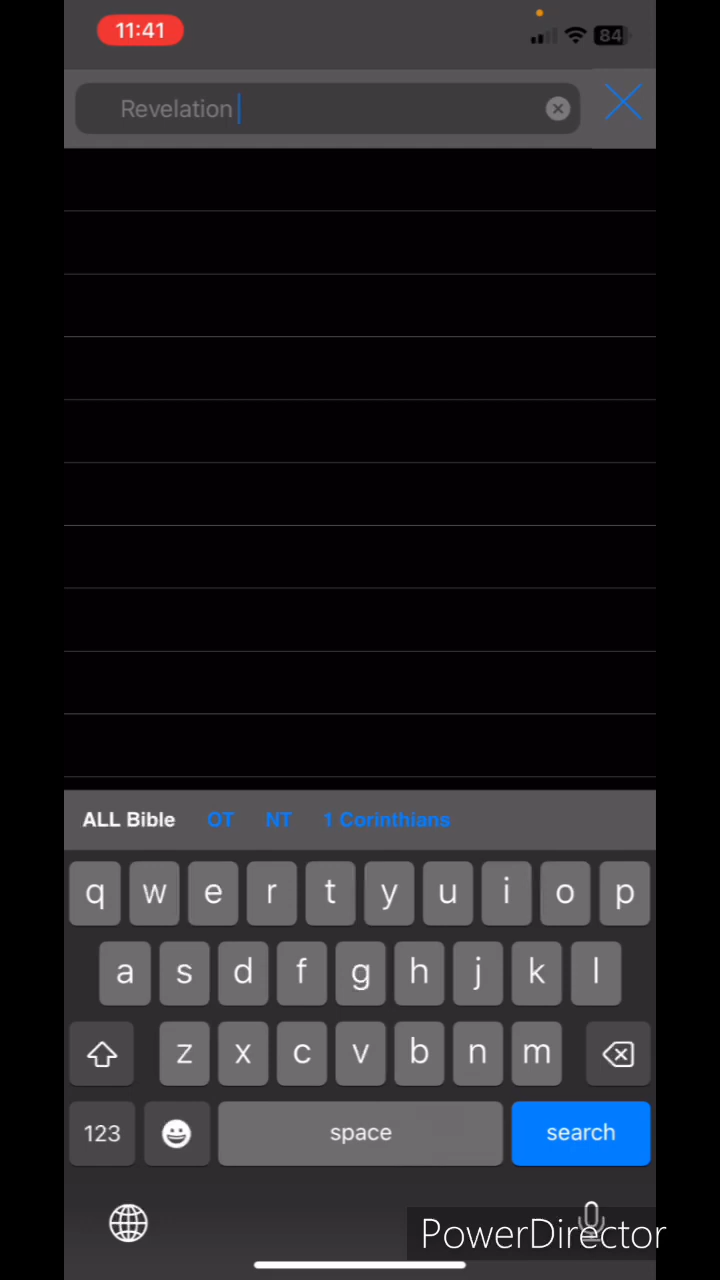 11:41
84
Revelation
ALL Bible OT NT 1 Corinthians
q w e r t y u i o p
a s d f g h j k l
z x c v b n m
123 space search
PowerDirector